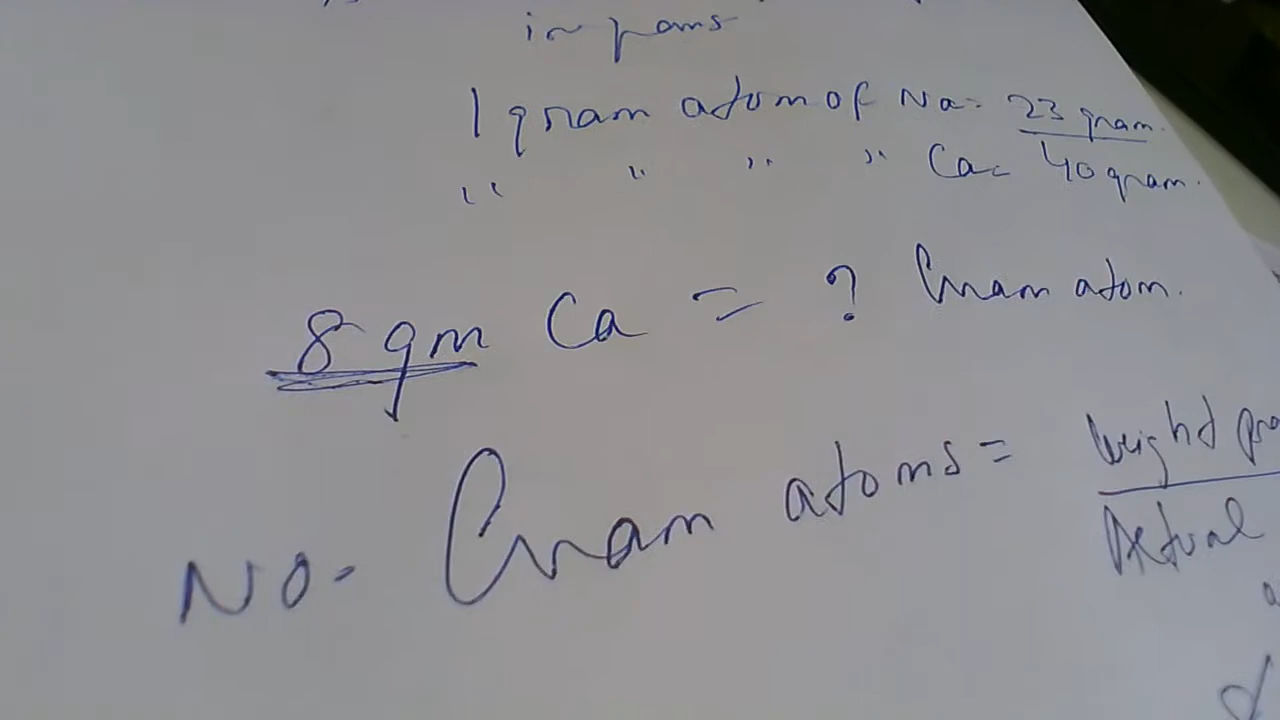 in grams
1 gram atom of Na = 23 gram.
" " " " Ca = 40 gram.
8 gm Ca = ? Gram atom.
No. Gram atoms = Weight
Actual